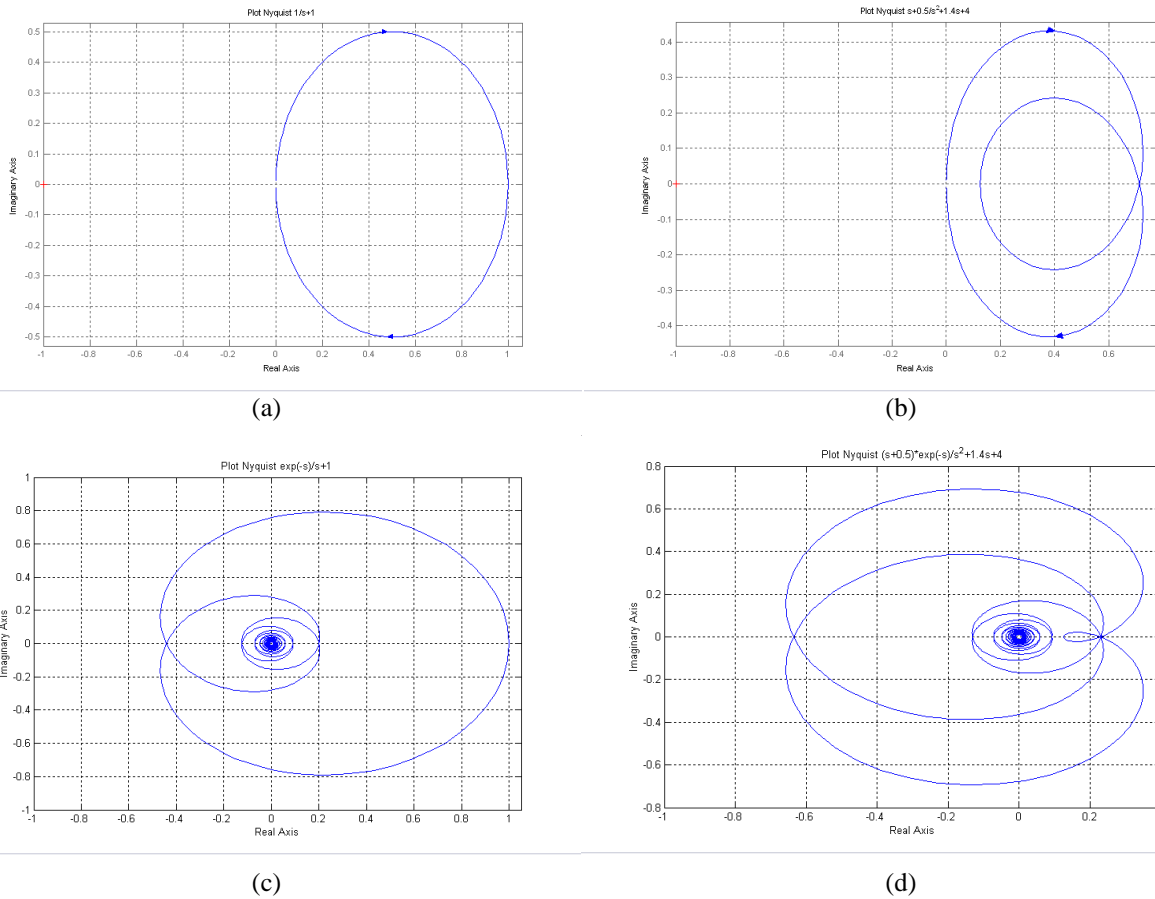 Plot Nyquist 1/s+1
0.5
0.4
0.3
0.2
0.1
0
-0.1
-0.2
-0.3
-0.4
-0.5
Imaginary Axis
-1 -0.8 -0.6 -0.4 -0.2 0 0.2 0.4 0.6 0.8 1
Real Axis
(a)
Plot Nyquist s+0.5/s²+1.4s+4
0.4
0.3
0.2
0.1
0
-0.1
-0.2
-0.3
-0.4
Imaginary Axis
-1 -0.8 -0.6 -0.4 -0.2 0 0.2 0.4 0.6
Real Axis
(b)
Plot Nyquist exp(-s)/s+1
1
0.8
0.6
0.4
0.2
0
-0.2
-0.4
-0.6
-0.8
-1
Imaginary Axis
-1 -0.8 -0.6 -0.4 -0.2 0 0.2 0.4 0.6 0.8 1
Real Axis
(c)
Plot Nyquist (s+0.5)*exp(-s)/s²+1.4s+4
0.8
0.6
0.4
0.2
0
-0.2
-0.4
-0.6
-0.8
Imaginary Axis
-1 -0.8 -0.6 -0.4 -0.2 0 0.2
Real Axis
(d)